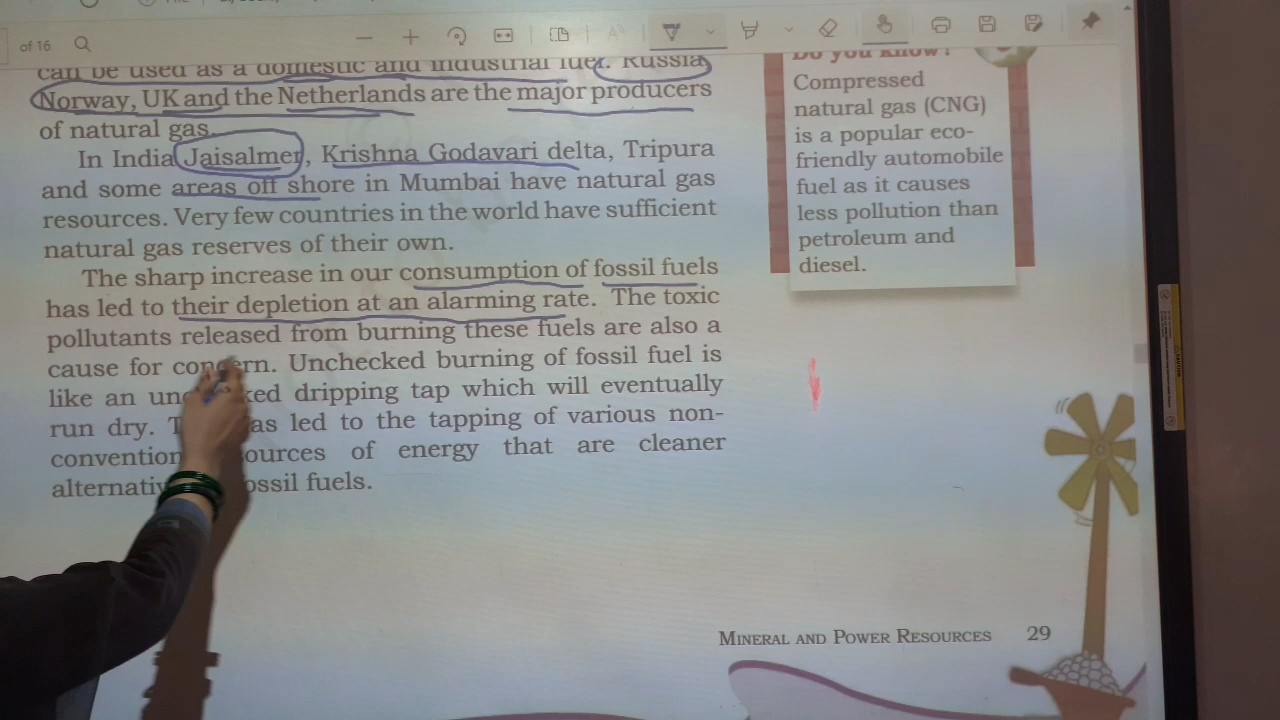 of 16
can be used as a domestic and industrial fuel. Russia
Norway, UK and the Netherlands are the major producers
of natural gas.
In India Jaisalmer, Krishna Godavari delta, Tripura
and some areas off shore in Mumbai have natural gas
resources. Very few countries in the world have sufficient
natural gas reserves of their own.
The sharp increase in our consumption of fossil fuels
has led to their depletion at an alarming rate. The toxic
pollutants released from burning these fuels are also a
cause for concern. Unchecked burning of fossil fuel is
like an dripping tap which will eventually
run dry. led to the tapping of various non-
of energy that are cleaner
fuels.
Do you know?
Compressed
natural gas (CNG)
is a popular eco-
friendly automobile
fuel as it causes
less pollution than
petroleum and
diesel.
MINERAL AND POWER RESOURCES 29